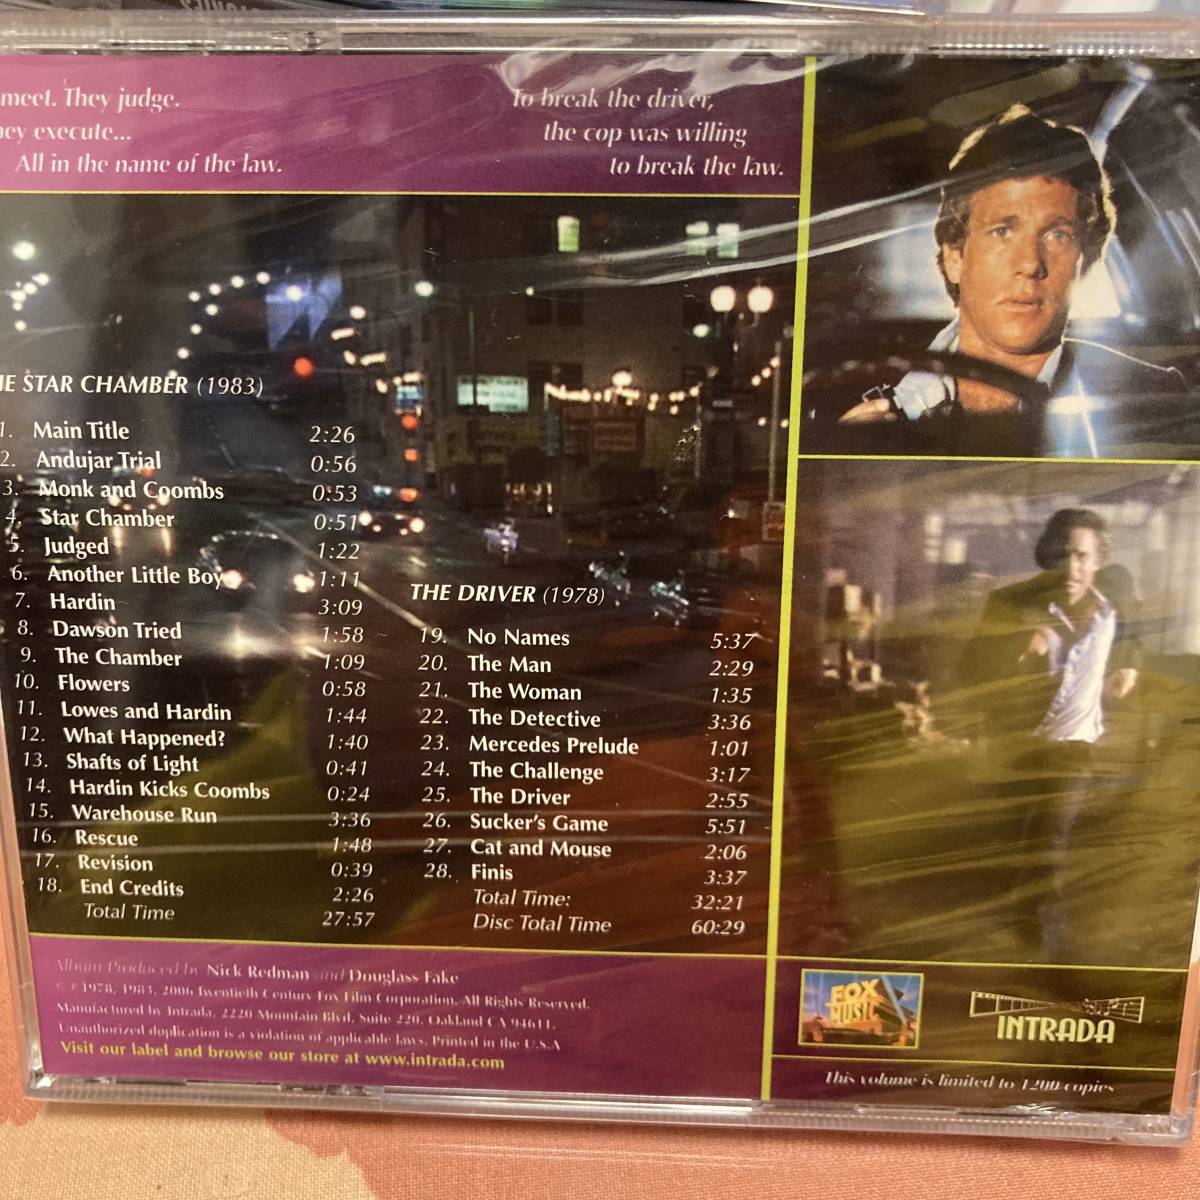 meet. They judge.
ey execute...
All in the name of the law.
To break the driver,
the cop was willing
to break the law.
E STAR CHAMBER (1983)
1. Main Title 2:26
2. Andujar Trial 0:56
3. Monk and Coombs 0:53
4. Star Chamber 0:51
5. Judged 1:22
6. Another Little Boy 1:11
7. Hardin 3:09
8. Dawson Tried 1:58
9. The Chamber 1:09
10. Flowers 0:58
11. Lowes and Hardin 1:44
12. What Happened? 1:40
13. Shafts of Light 0:41
14. Hardin Kicks Coombs 0:24
15. Warehouse Run 3:36
16. Rescue 1:48
17. Revision 0:39
18. End Credits 2:26
Total Time 27:57
THE DRIVER (1978)
19. No Names 5:37
20. The Man 2:29
21. The Woman 1:35
22. The Detective 3:36
23. Mercedes Prelude 1:01
24. The Challenge 3:17
25. The Driver 2:55
26. Sucker's Game 5:51
27. Cat and Mouse 2:06
28. Finis 3:37
Total Time: 32:21
Disc Total Time 60:29
Album Produced by Nick Redman and Douglass Fake
© P 1978, 1983, 2006 Twentieth Century Fox Film Corporation. All Rights Reserved.
Manufactured by Intrada, 2220 Mountain Blvd, Suite 220, Oakland CA 94611.
Unauthorized duplication is a violation of applicable laws. Printed in the U.S.A
Visit our label and browse our store at www.intrada.com
FOX
MUSIC
INTRADA
This volume is limited to 1200 copies